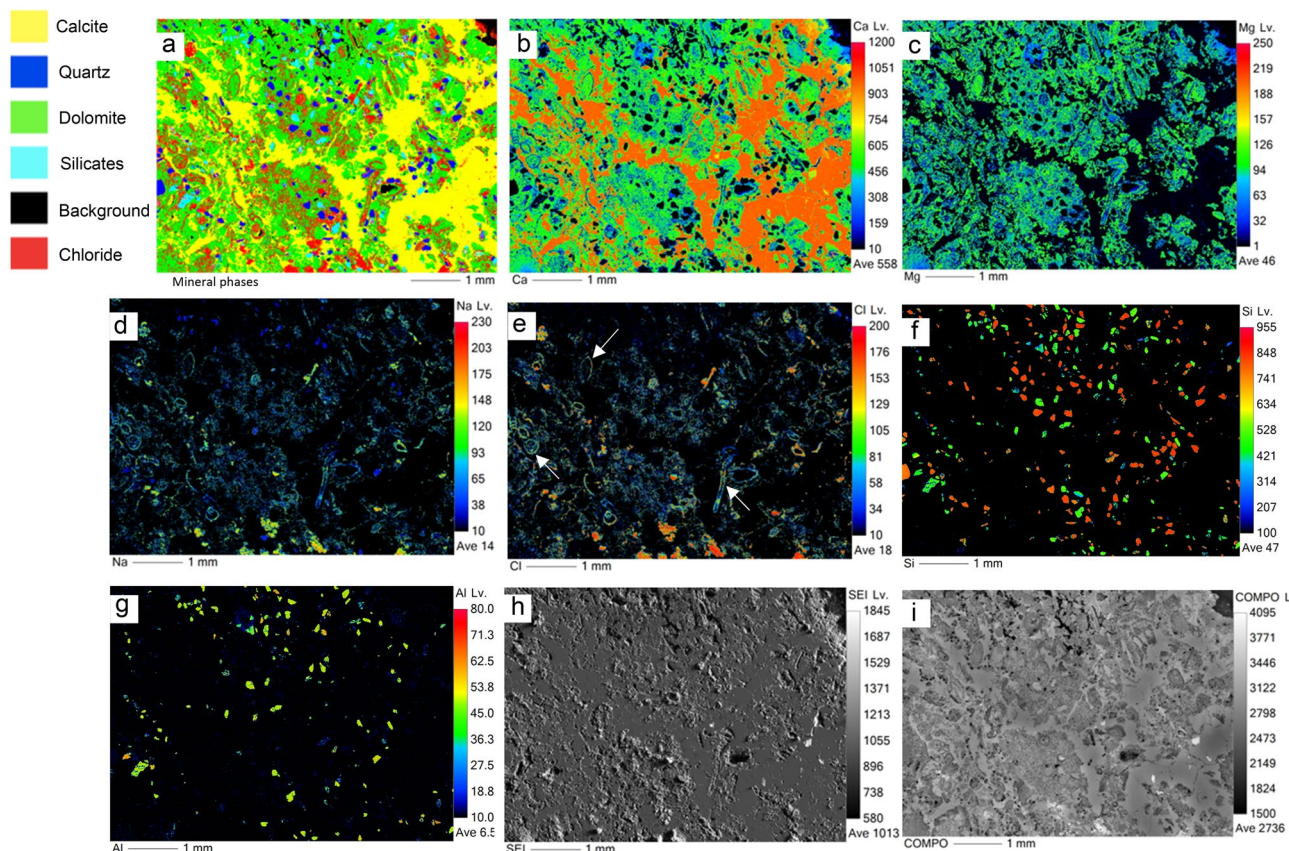 Calcite
Quartz
Dolomite
Silicates
Background
Chloride
a
Mineral phases
1 mm
b
Ca Lv.
1200
1051
903
754
605
456
308
159
10
Ave 558
Ca 1 mm
c
Mg Lv.
250
219
188
157
126
94
63
32
1
Ave 46
Mg 1 mm
d
Na Lv.
230
203
175
148
120
93
65
38
10
Ave 14
Na 1 mm
e
Cl Lv.
200
176
153
129
105
81
58
34
10
Ave 18
Cl 1 mm
f
Si Lv.
955
848
741
634
528
421
314
207
100
Ave 47
Si 1 mm
g
Al Lv.
80.0
71.3
62.5
53.8
45.0
36.3
27.5
18.8
10.0
Ave 6.5
Al 1 mm
h
SEI Lv.
1845
1687
1529
1371
1213
1055
896
738
580
Ave 1013
SEI 1 mm
i
COMPO L
4095
3771
3446
3122
2798
2473
2149
1824
1500
Ave 2736
COMPO 1 mm